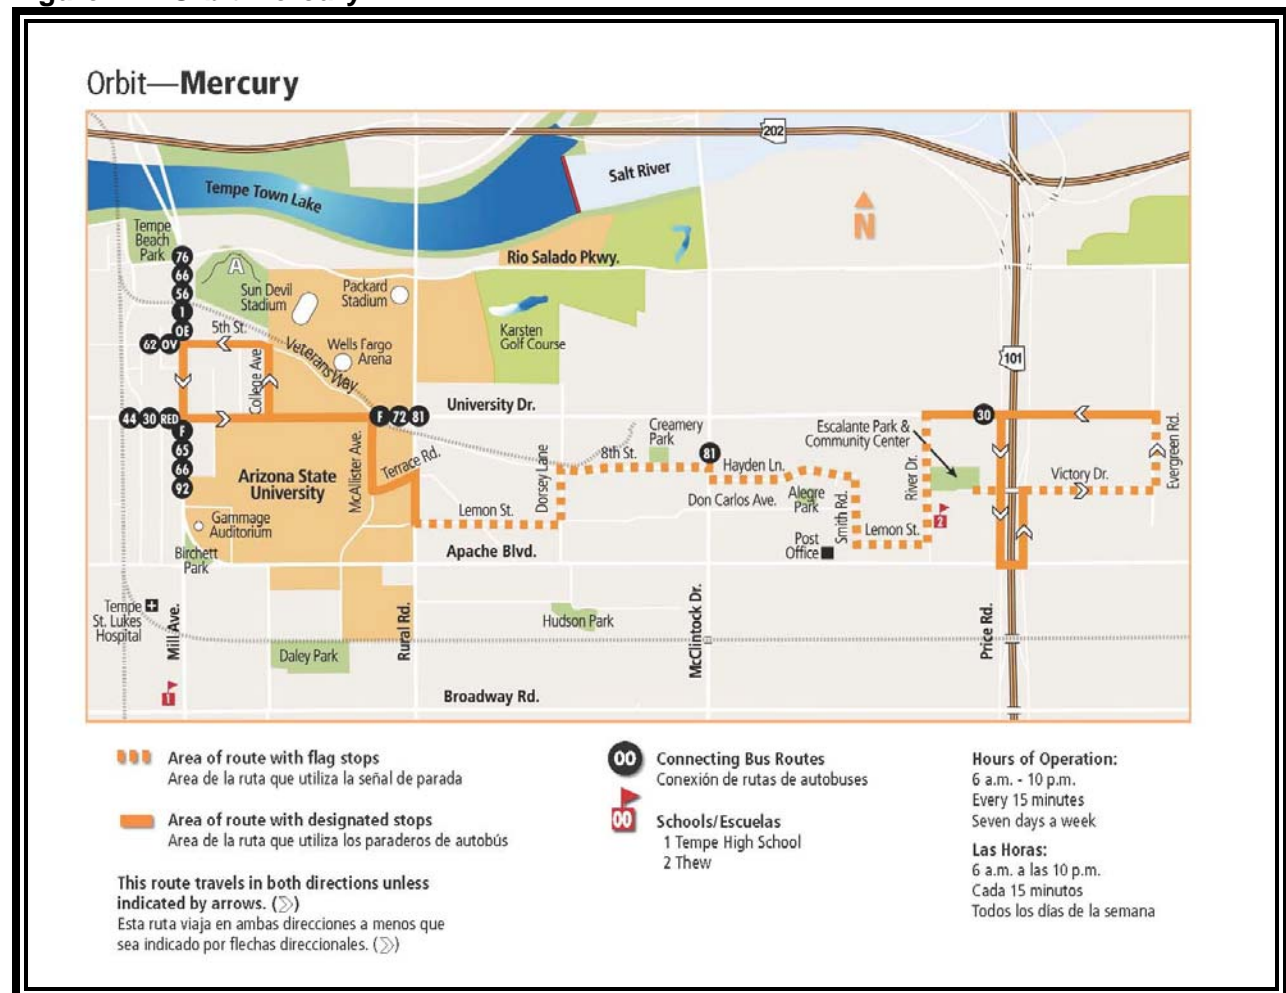 Orbit—Mercury
202
Salt River
Tempe Town Lake
N
Tempe
Beach
Park
76
66
56
1
OE
62 OV
A
Sun Devil
Stadium
Packard
Stadium
Rio Salado Pkwy.
5th St.
Veterans Way
Wells Fargo
Arena
Karsten
Golf Course
College Ave.
101
44 30 RED
F
65
66
92
F 72 81
University Dr.
Creamery
Park
81
Escalante Park &
Community Center
30
McAllister Ave.
Terrace Rd.
Arizona State
University
Dorsey Lane
8th St.
Hayden Ln.
River Dr.
Victory Dr.
Evergreen Rd.
Lemon St.
Don Carlos Ave.
Alegre
Park
Smith Rd.
Lemon St.
2
Gammage
Auditorium
Birchett
Park
Apache Blvd.
Post
Office
Tempe
St. Lukes
Hospital
Mill Ave.
Rural Rd.
Hudson Park
McClintock Dr.
Price Rd.
Daley Park
1
Broadway Rd.
Area of route with flag stops
Area de la ruta que utiliza la señal de parada
Area of route with designated stops
Area de la ruta que utiliza los paraderos de autobús
This route travels in both directions unless
indicated by arrows. ( )
Esta ruta viaja en ambas direcciones a menos que
sea indicado por flechas direccionales. ( )
00
Connecting Bus Routes
Conexión de rutas de autobuses
00
Schools/Escuelas
1 Tempe High School
2 Thew
Hours of Operation:
6 a.m. - 10 p.m.
Every 15 minutes
Seven days a week
Las Horas:
6 a.m. a las 10 p.m.
Cada 15 minutos
Todos los días de la semana